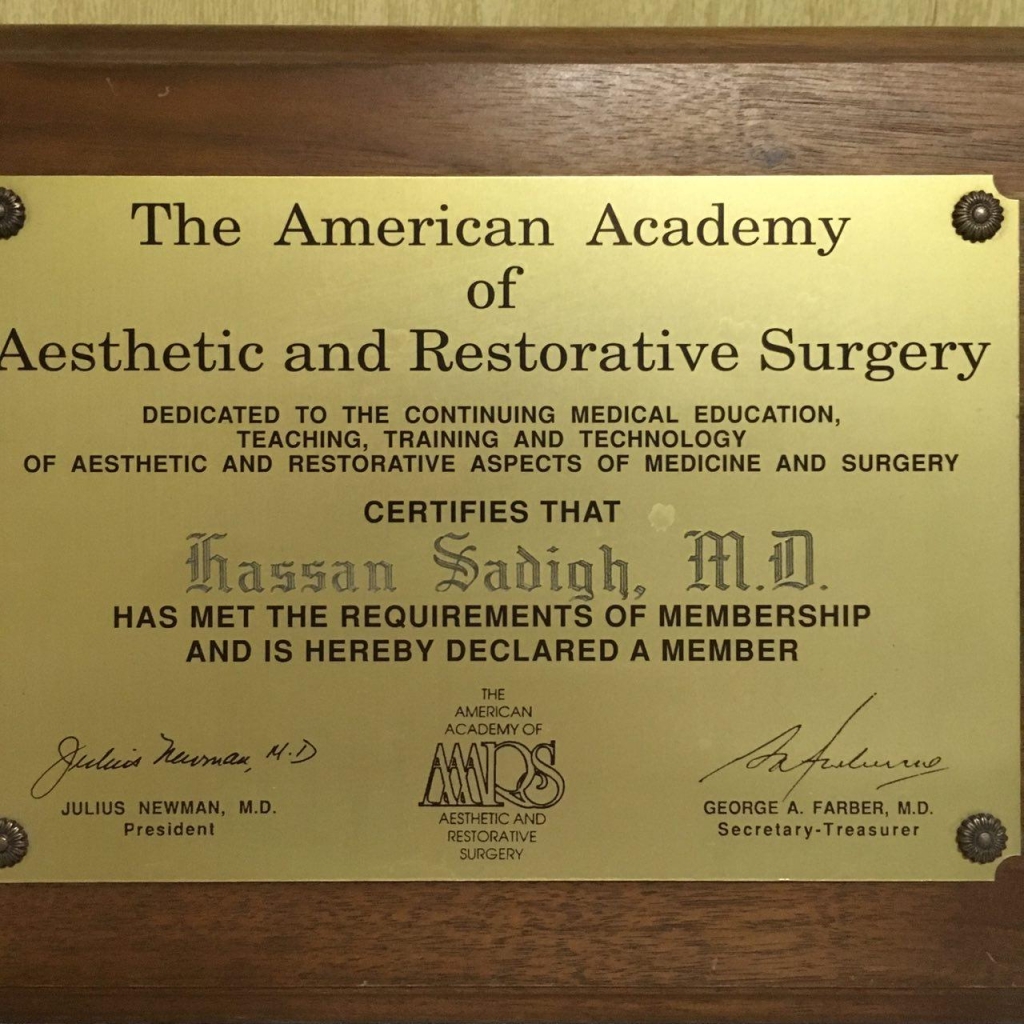 The American Academy
of
Aesthetic and Restorative Surgery
DEDICATED TO THE CONTINUING MEDICAL EDUCATION,
TEACHING, TRAINING AND TECHNOLOGY
OF AESTHETIC AND RESTORATIVE ASPECTS OF MEDICINE AND SURGERY
CERTIFIES THAT
Hassan Sadigh, M.D.
HAS MET THE REQUIREMENTS OF MEMBERSHIP
AND IS HEREBY DECLARED A MEMBER
Julius Newman, M.D
JULIUS NEWMAN, M.D.
President
THE
AMERICAN
ACADEMY OF
AAARS
AESTHETIC AND
RESTORATIVE
SURGERY
GEORGE A. FARBER, M.D.
Secretary-Treasurer